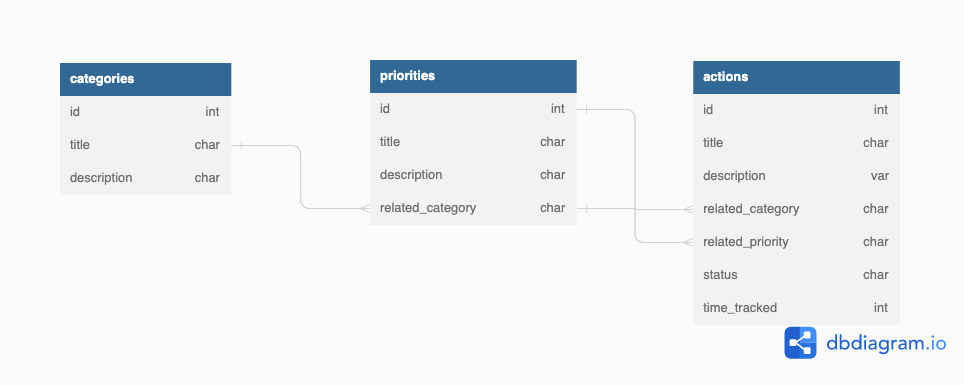 categories
id int
title char
description char
priorities
id int
title char
description char
related_category char
actions
id int
title char
description var
related_category char
related_priority char
status char
time_tracked int
dbdiagram.io